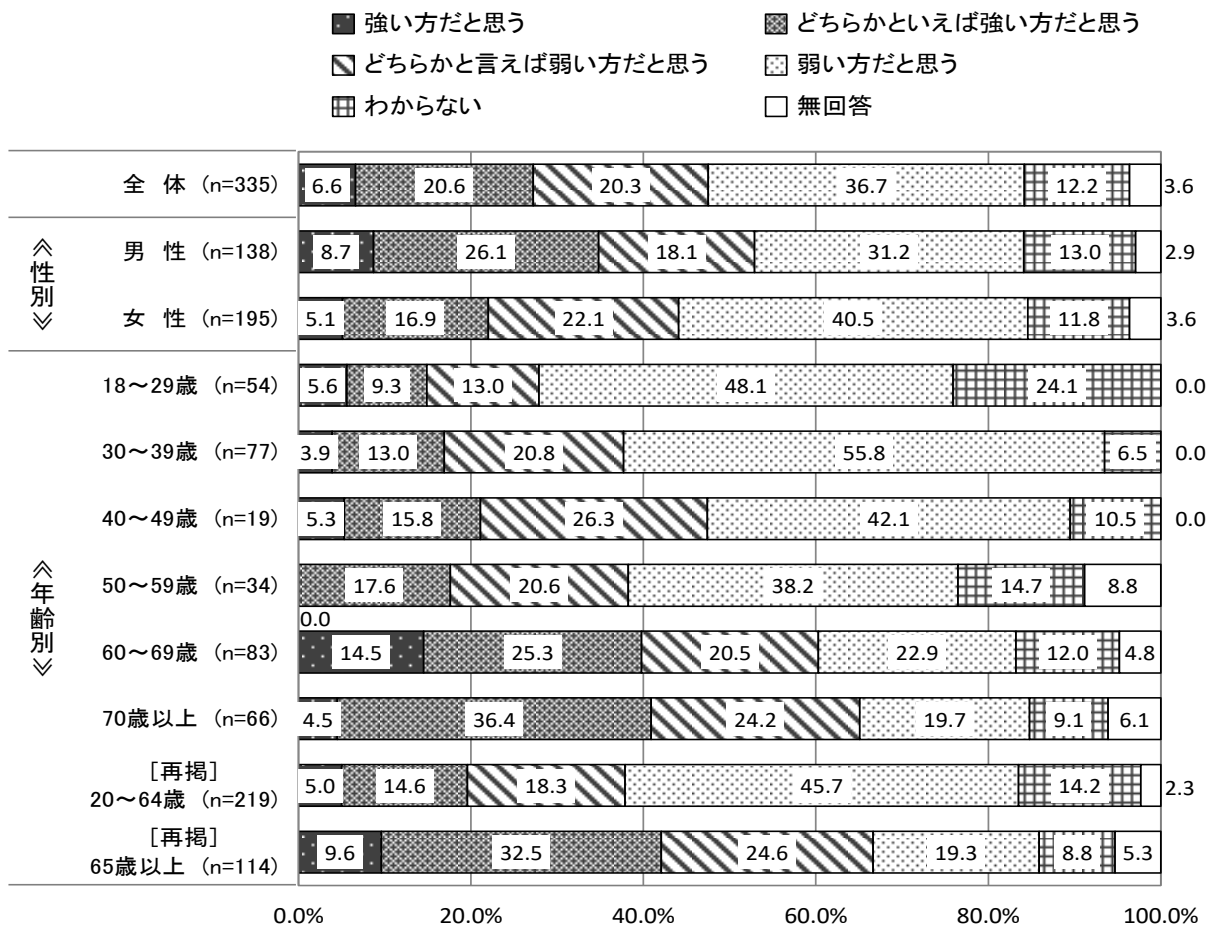 強い方だと思う どちらかといえば強い方だと思う
どちらかと言えば弱い方だと思う 弱い方だと思う
わからない 無回答
全 体 (n=335) 6.6 20.6 20.3 36.7 12.2 3.6
≪性別≫
男 性 (n=138) 8.7 26.1 18.1 31.2 13.0 2.9
女 性 (n=195) 5.1 16.9 22.1 40.5 11.8 3.6
≪年齢別≫
18～29歳 (n=54) 5.6 9.3 13.0 48.1 24.1 0.0
30～39歳 (n=77) 3.9 13.0 20.8 55.8 6.5 0.0
40～49歳 (n=19) 5.3 15.8 26.3 42.1 10.5 0.0
50～59歳 (n=34) 17.6 20.6 38.2 14.7 8.8
0.0
60～69歳 (n=83) 14.5 25.3 20.5 22.9 12.0 4.8
70歳以上 (n=66) 4.5 36.4 24.2 19.7 9.1 6.1
［再掲］
20～64歳 (n=219) 5.0 14.6 18.3 45.7 14.2 2.3
［再掲］
65歳以上 (n=114) 9.6 32.5 24.6 19.3 8.8 5.3
0.0% 20.0% 40.0% 60.0% 80.0% 100.0%